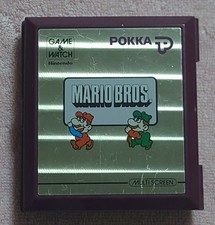 GAME
&
WATCH
Nintendo
POKKA
MARIO BROS.
MULTI SCREEN